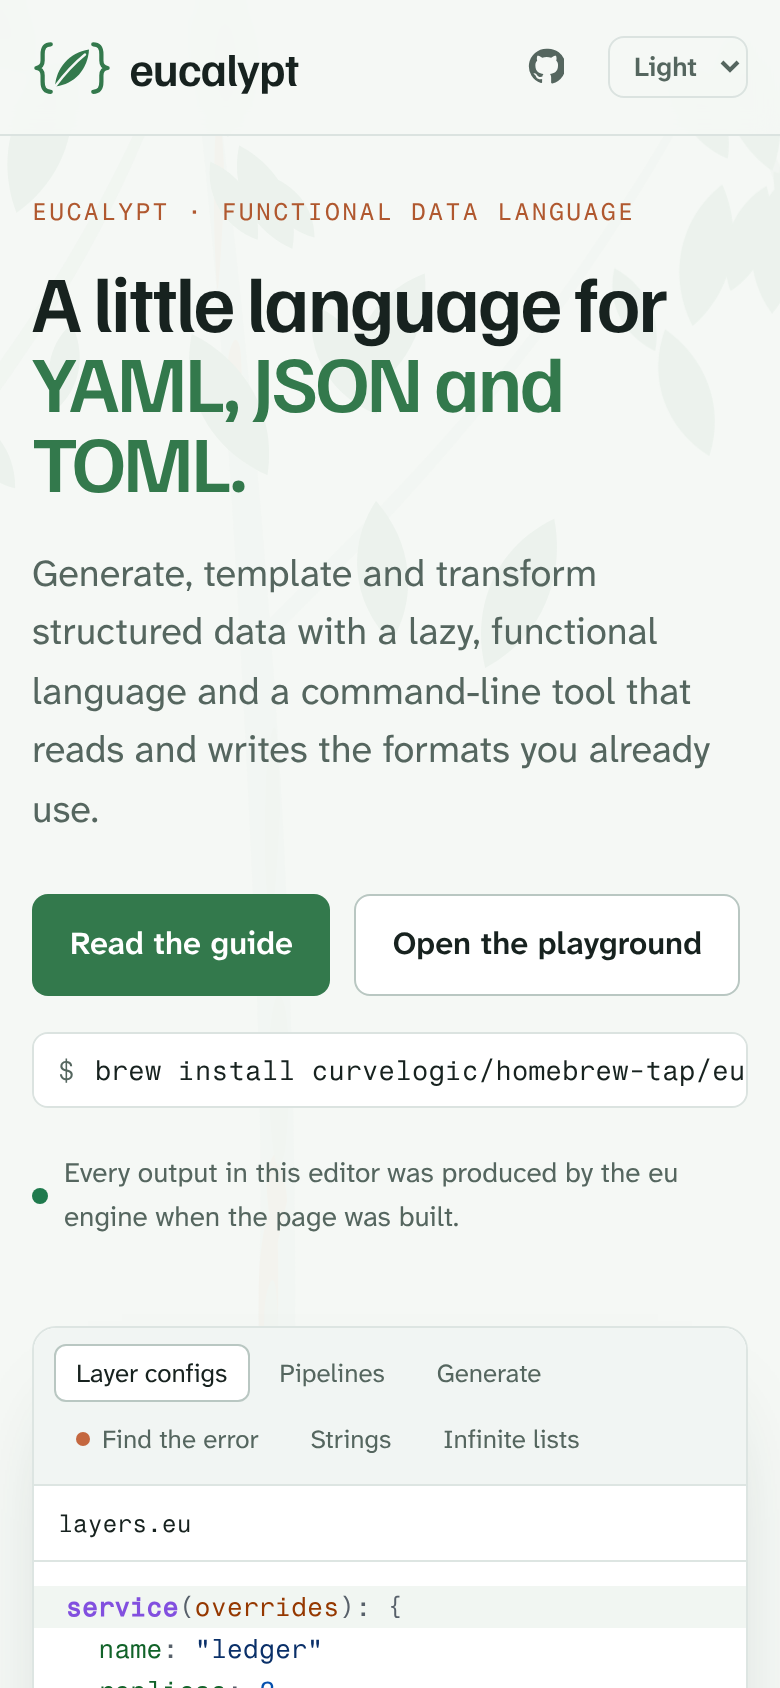 eucalypt
Light
EUCALYPT · FUNCTIONAL DATA LANGUAGE
A little language for
YAML, JSON and
TOML.
Generate, template and transform
structured data with a lazy, functional
language and a command-line tool that
reads and writes the formats you already
use.
Read the guide
Open the playground
$ brew install curvelogic/homebrew-tap/eu
Every output in this editor was produced by the eu
engine when the page was built.
Layer configs
Pipelines
Generate
Find the error
Strings
Infinite lists
layers.eu
service(overrides): {
name: "ledger"